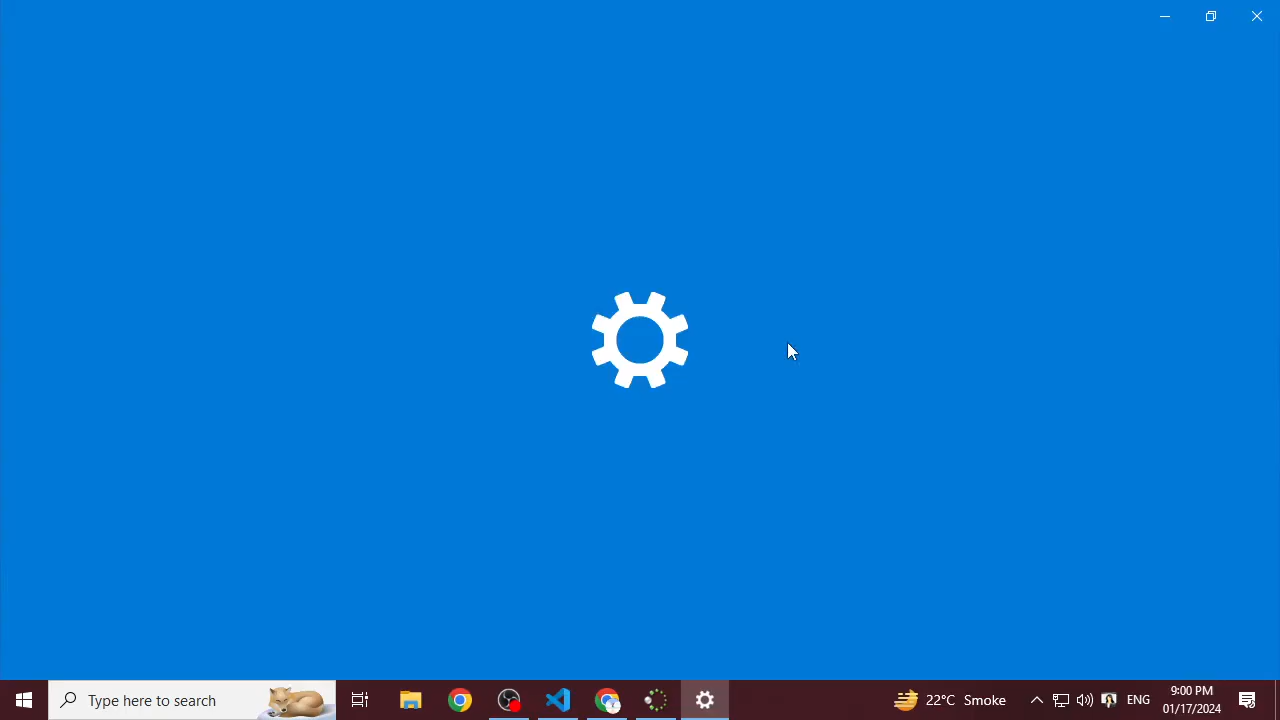 Type here to search
22°C Smoke
ENG
9:00 PM
01/17/2024